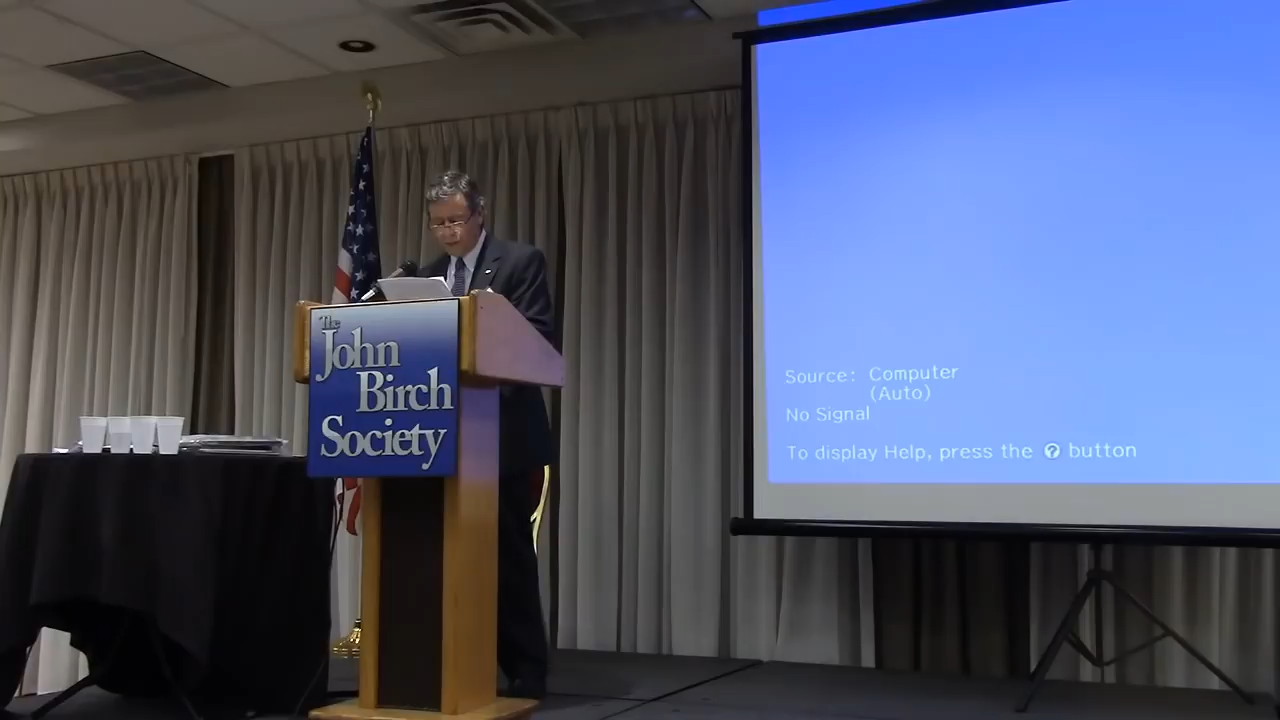 The
John
Birch
Society
Source: Computer
(Auto)
No Signal
To display Help, press the ? button